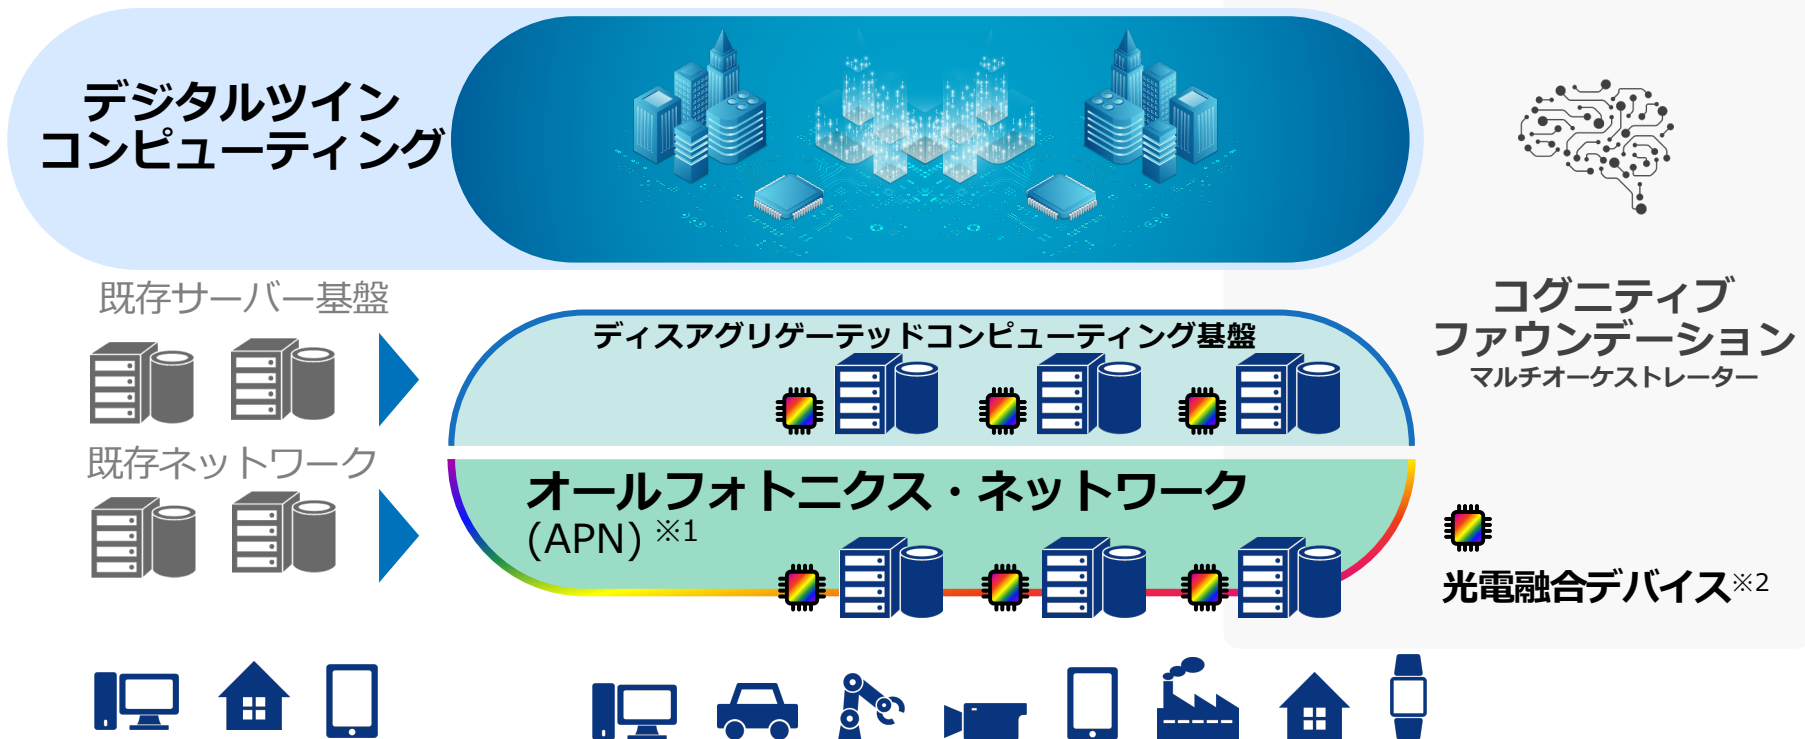 デジタルツイン
コンピューティング
既存サーバー基盤
ディスアグリゲーテッドコンピューティング基盤
コグニティブ
ファウンデーション
マルチオーケストレーター
既存ネットワーク
オールフォトニクス・ネットワーク
(APN) ※1
光電融合デバイス※2